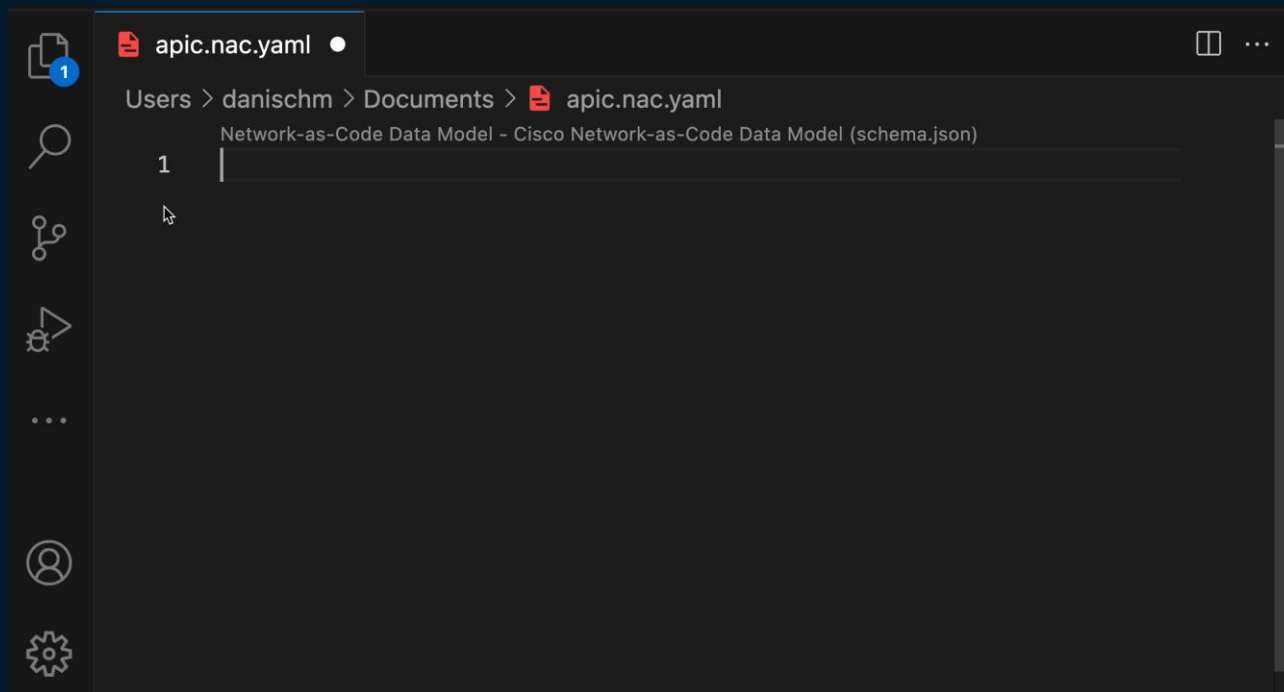 apic.nac.yaml
1
Users > danischm > Documents > apic.nac.yaml
Network-as-Code Data Model - Cisco Network-as-Code Data Model (schema.json)
1